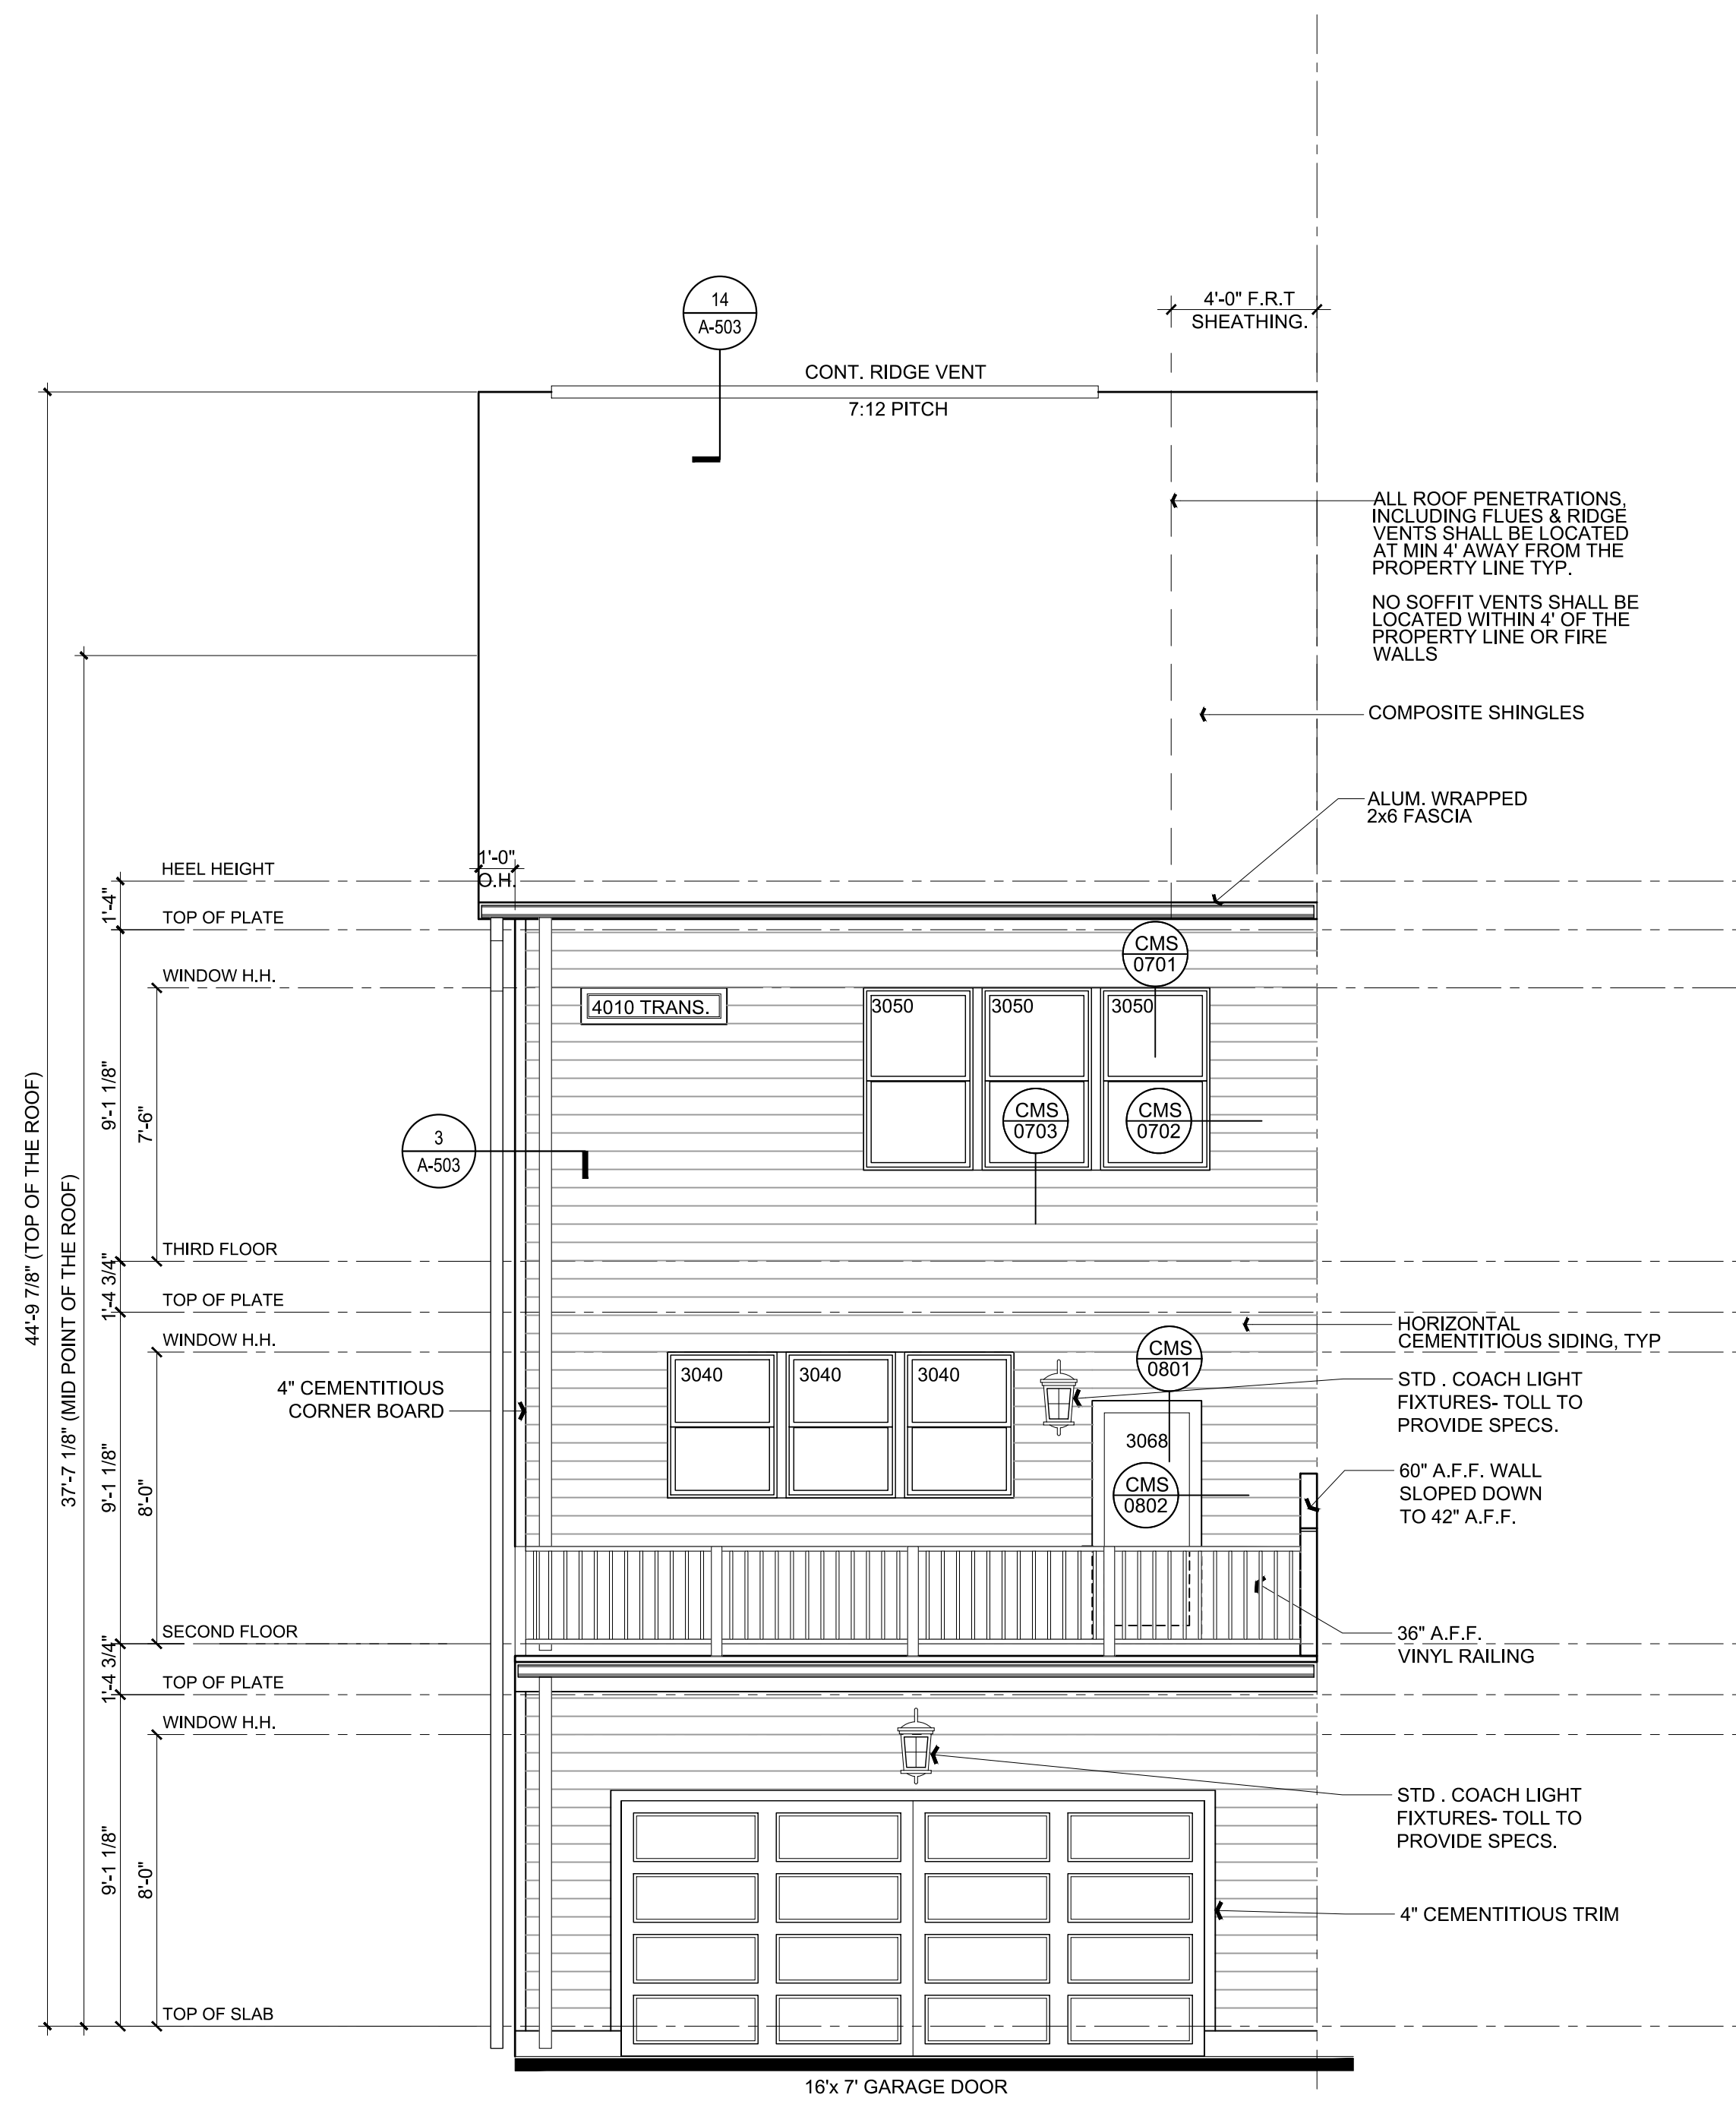 14
A-503
4'-0" F.R.T
SHEATHING.
CONT. RIDGE VENT
7:12 PITCH
ALL ROOF PENETRATIONS,
INCLUDING FLUES & RIDGE
VENTS SHALL BE LOCATED
AT MIN 4' AWAY FROM THE
PROPERTY LINE TYP.
NO SOFFIT VENTS SHALL BE
LOCATED WITHIN 4' OF THE
PROPERTY LINE OR FIRE
WALLS
COMPOSITE SHINGLES
ALUM. WRAPPED
2x6 FASCIA
1'-0"
O.H.
HEEL HEIGHT
1'-4"
TOP OF PLATE
CMS
0701
WINDOW H.H.
4010 TRANS.
3050
3050
3050
9'-1 1/8"
7'-6"
CMS
0703
CMS
0702
3
A-503
44'-9 7/8" (TOP OF THE ROOF)
37'-7 1/8" (MID POINT OF THE ROOF)
THIRD FLOOR
1'-4 3/4"
TOP OF PLATE
HORIZONTAL
CEMENTITIOUS SIDING, TYP
WINDOW H.H.
CMS
0801
3040
3040
3040
4" CEMENTITIOUS
CORNER BOARD
STD . COACH LIGHT
FIXTURES- TOLL TO
PROVIDE SPECS.
3068
9'-1 1/8"
8'-0"
CMS
0802
60" A.F.F. WALL
SLOPED DOWN
TO 42" A.F.F.
SECOND FLOOR
36" A.F.F.
VINYL RAILING
1'-4 3/4"
TOP OF PLATE
WINDOW H.H.
STD . COACH LIGHT
FIXTURES- TOLL TO
PROVIDE SPECS.
9'-1 1/8"
8'-0"
4" CEMENTITIOUS TRIM
TOP OF SLAB
16'x 7' GARAGE DOOR